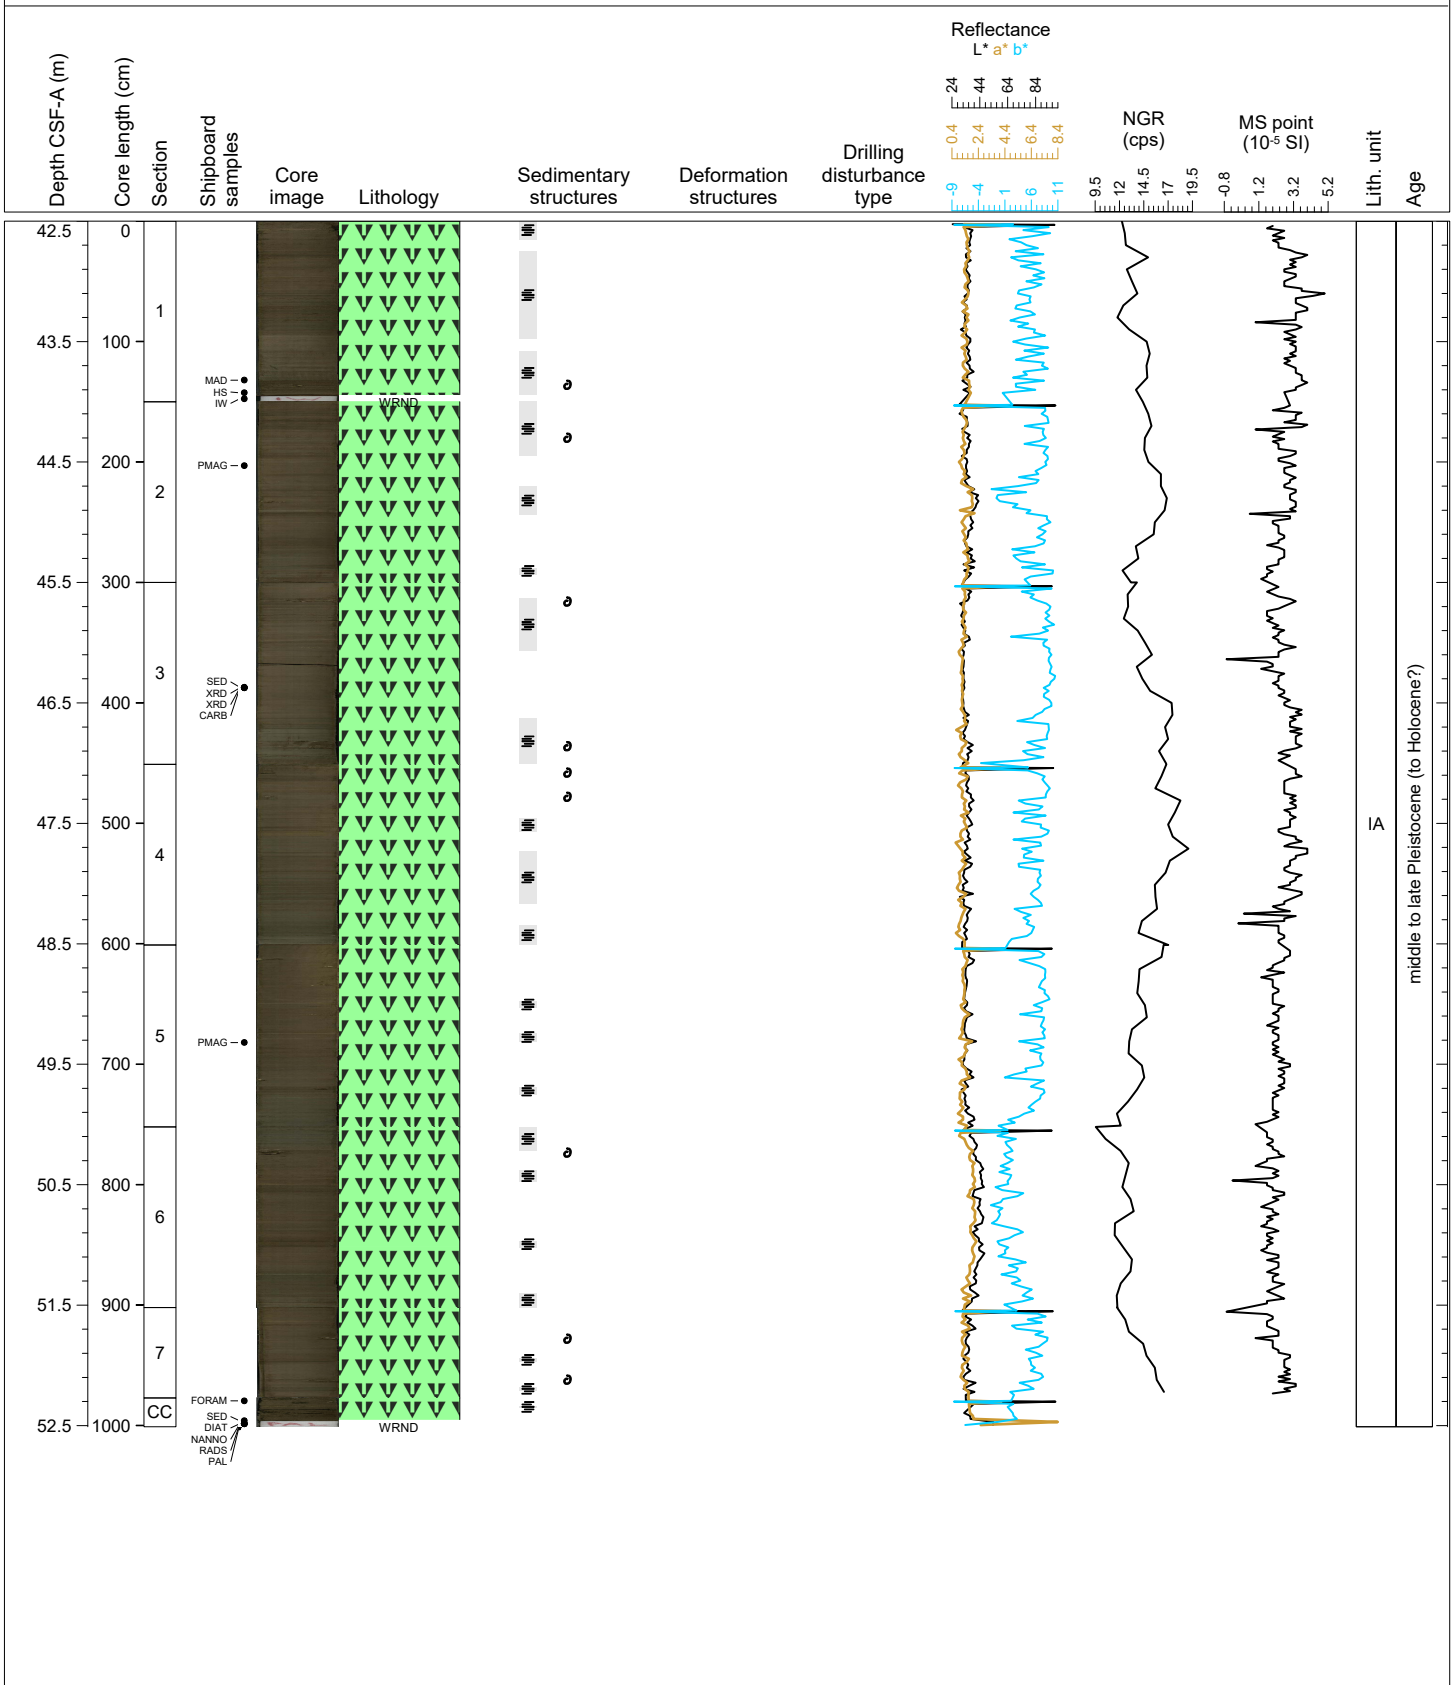 Depth CSF-A (m)
Core length (cm)
Section
Shipboard
samples
Core
image
Lithology
Sedimentary
structures
Deformation
structures
Drilling
disturbance
type
Reflectance
L* a* b*
24 44 64 84
0.4 2.4 4.4 6.4 8.4
-9 -4 1 6 11
NGR
(cps)
9.5 12 14.5 17 19.5
MS point
(10⁻⁵ SI)
-0.8 1.2 3.2 5.2
Lith. unit
Age
42.5 0
1
43.5 100
MAD
HS
IW
WRND
44.5 200
PMAG
2
45.5 300
3
SED
XRD
XRD
CARB
46.5 400
47.5 500
4
IA
middle to late Pleistocene (to Holocene?)
48.5 600
5
PMAG
49.5 700
50.5 800
6
51.5 900
7
FORAM
CC
SED
52.5 1000
DIAT
WRND
NANNO
RADS
PAL